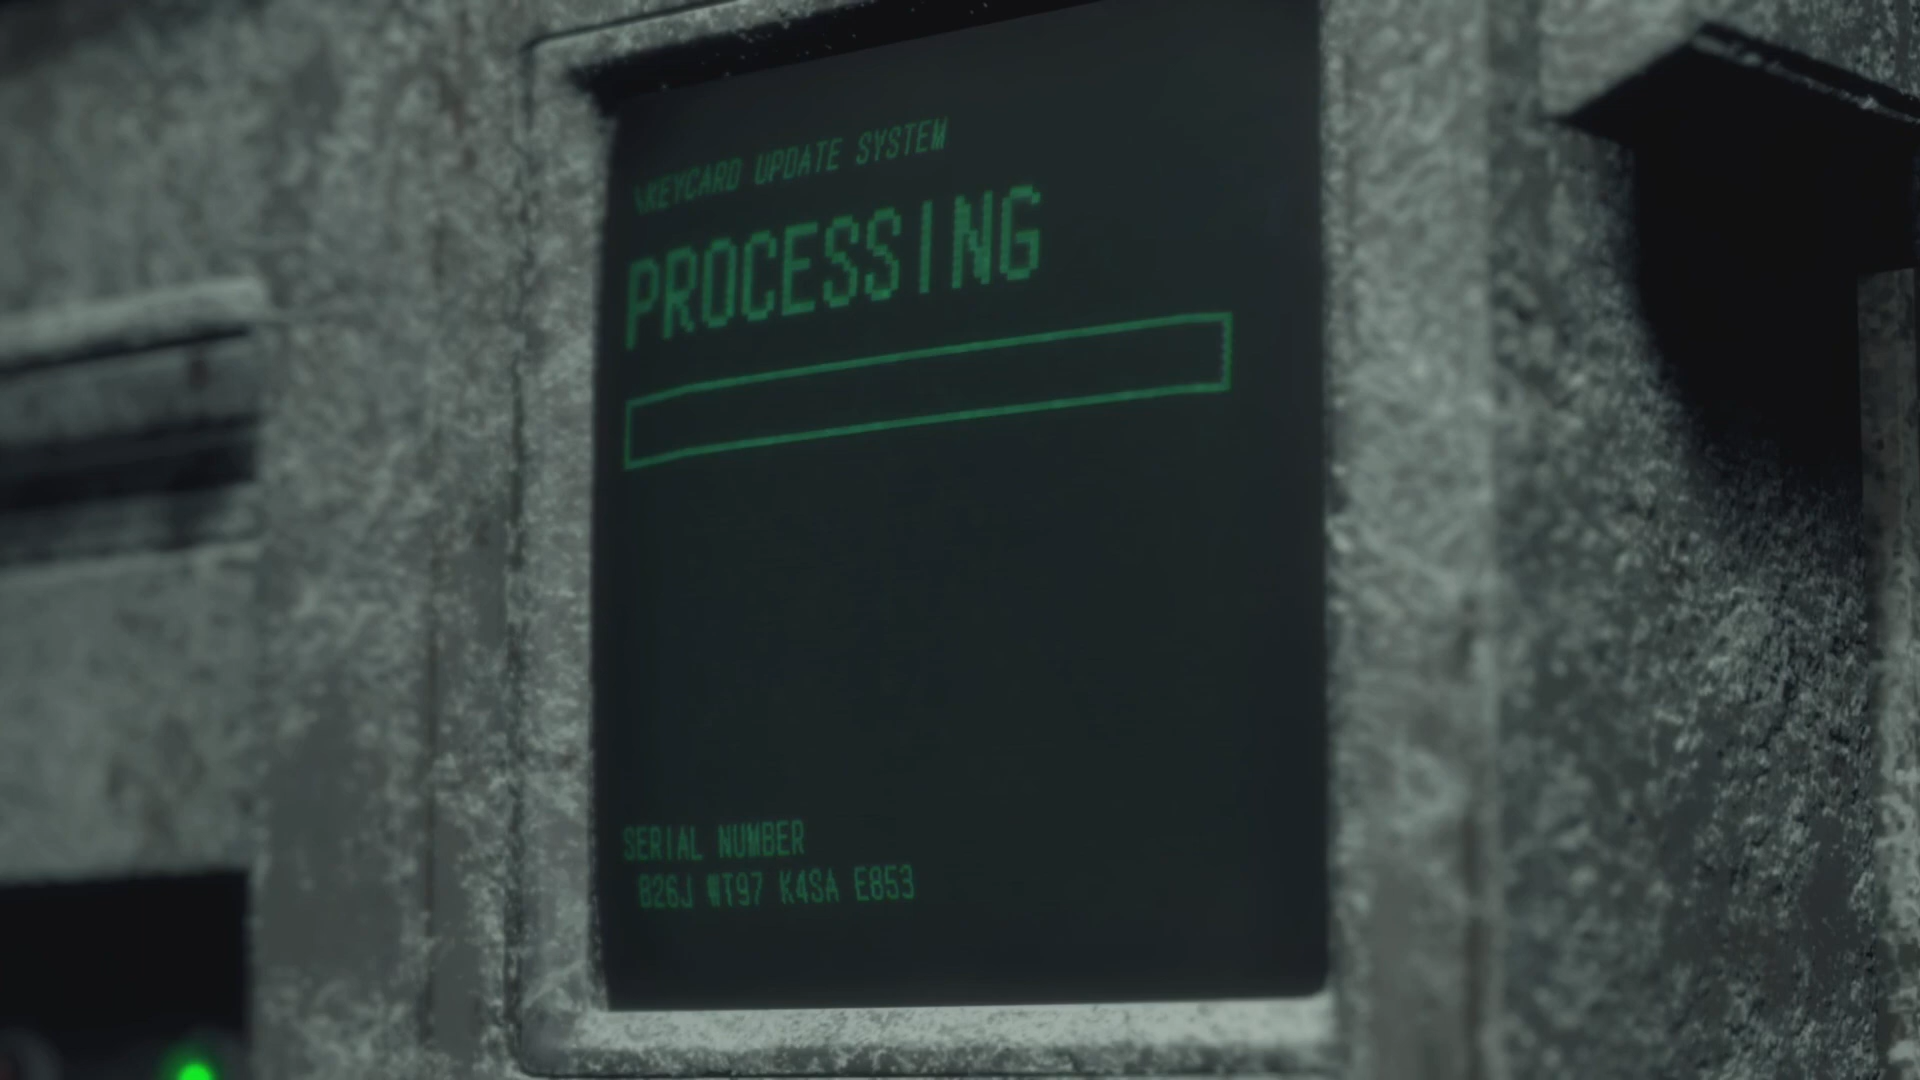 \KEYCARD UPDATE SYSTEM
PROCESSING
SERIAL NUMBER
826J WT97 K4SA E853